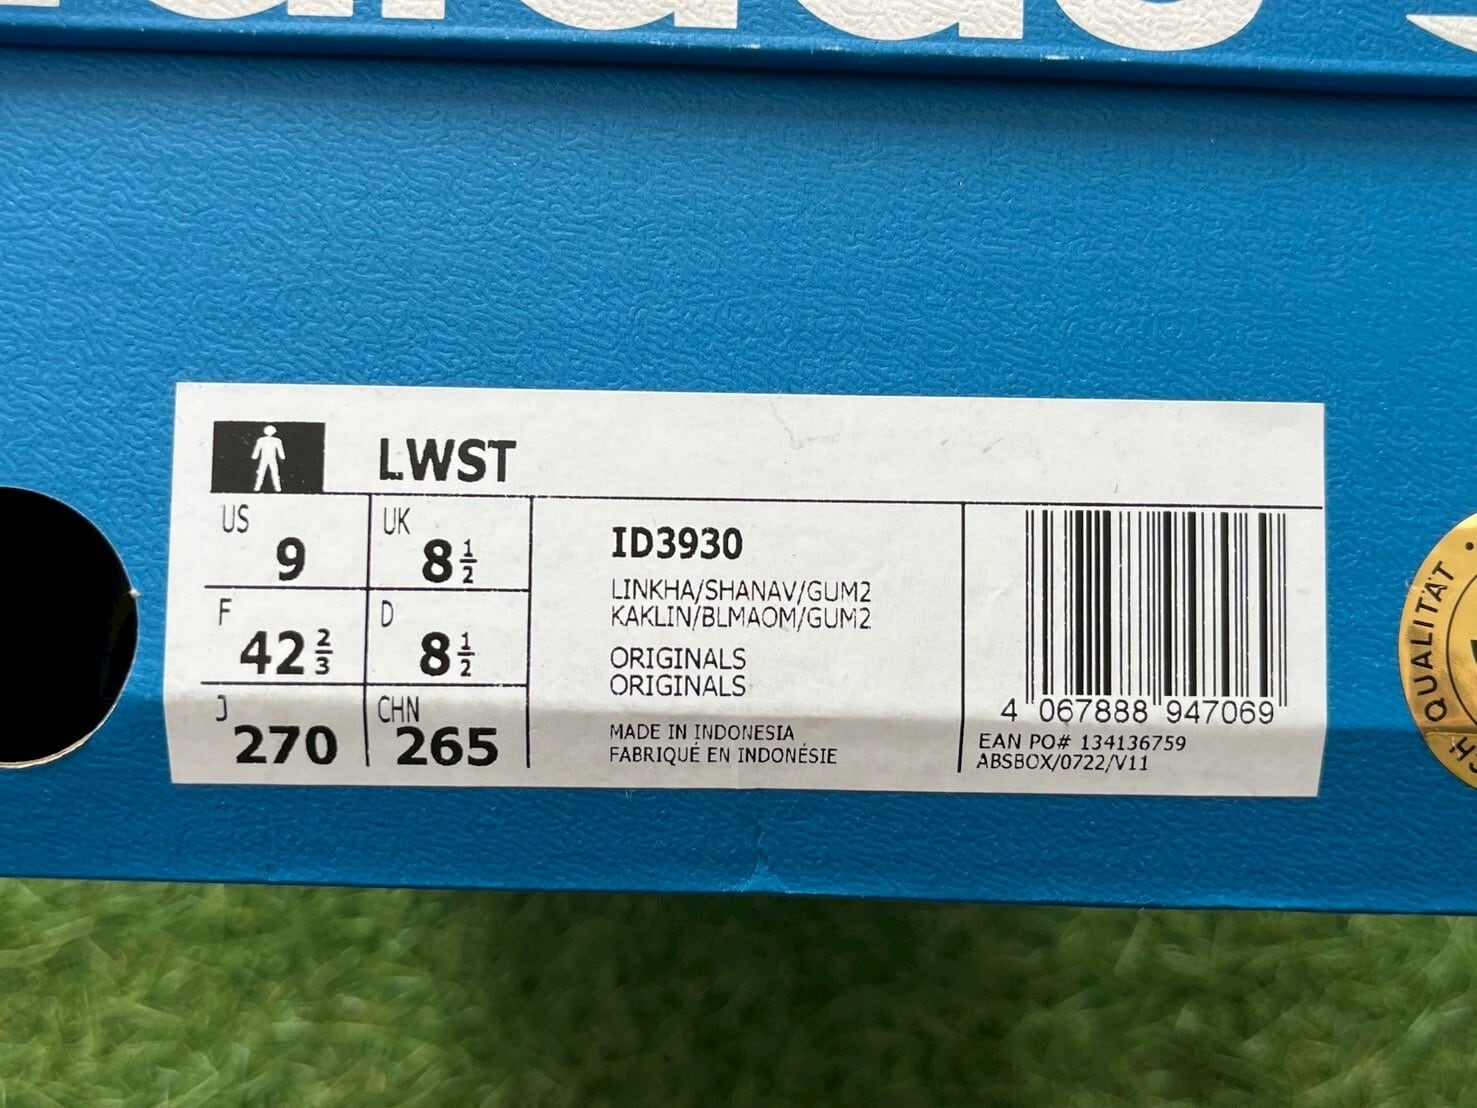 adidas
LWST
US 9 UK 8 1/2
F 42 2/3 D 8 1/2
J 270 CHN 265
ID3930
LINKHA/SHANAV/GUM2
KAKLIN/BLMAOM/GUM2
ORIGINALS
ORIGINALS
MADE IN INDONESIA
FABRIQUÉ EN INDONÉSIE
4 067888 947069
EAN PO# 134136759
ABSBOX/0722/V11
QUALITÄT